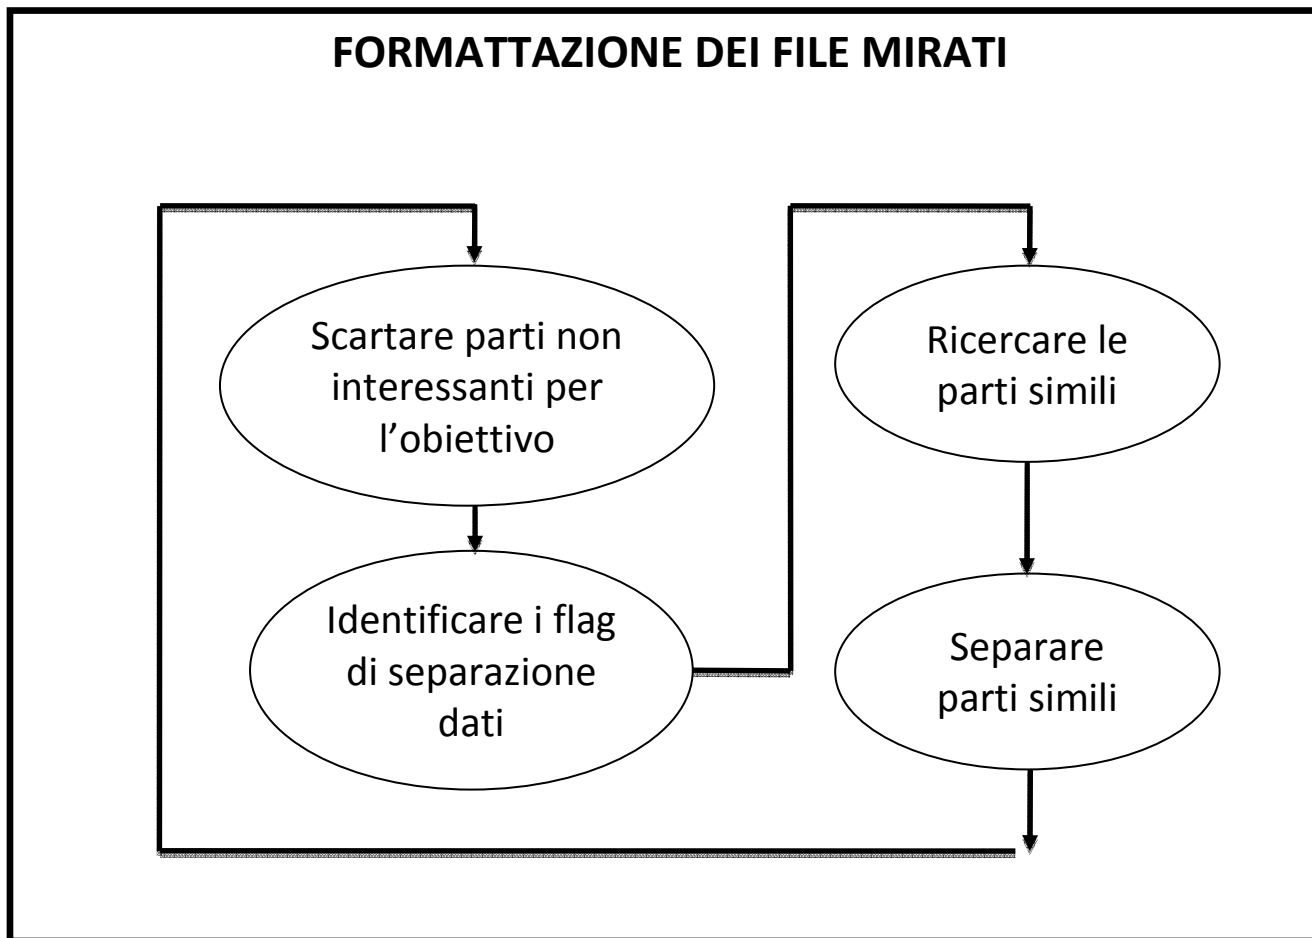 FORMATTAZIONE DEI FILE MIRATI
Scartare parti non
interessanti per
l’obiettivo
Identificare i flag
di separazione
dati
Ricercare le
parti simili
Separare
parti simili